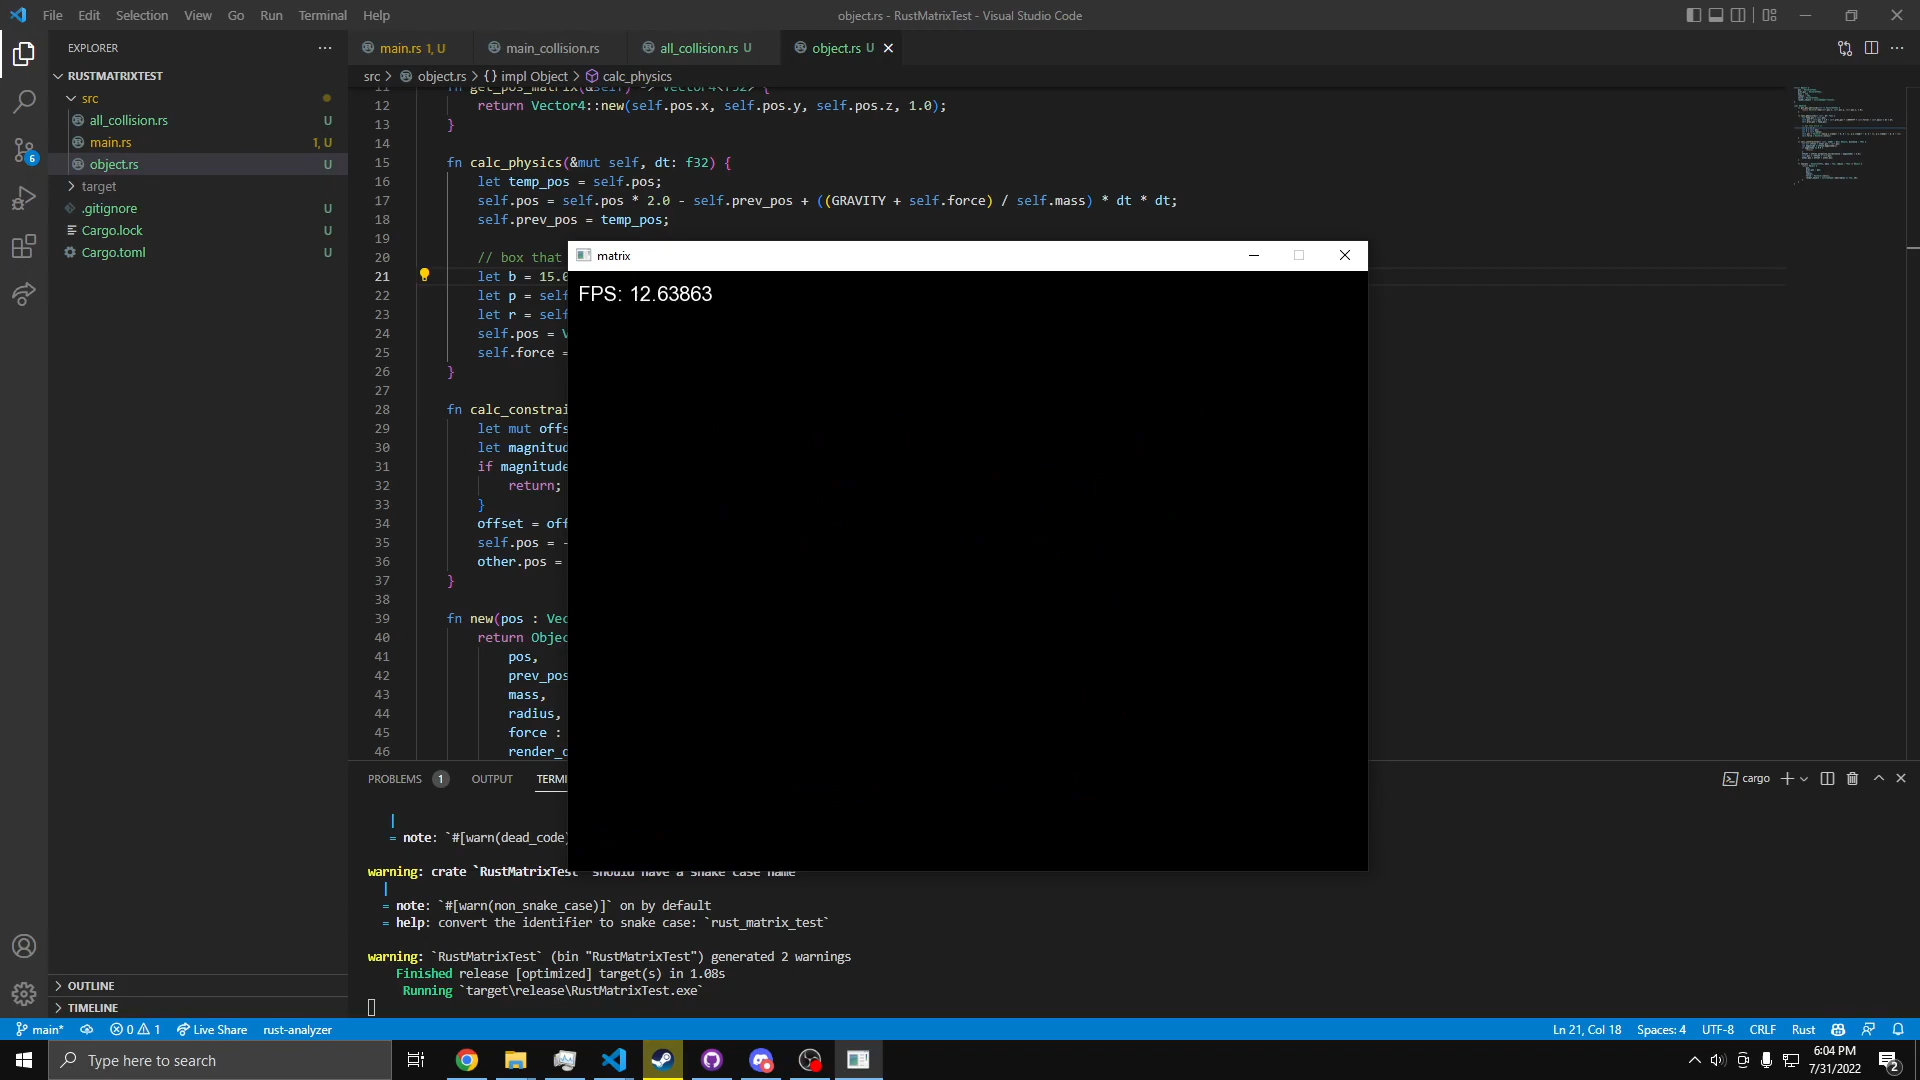 File Edit Selection View Go Run Terminal Help
object.rs - RustMatrixTest - Visual Studio Code
EXPLORER
RUSTMATRIXTEST
src
all_collision.rs U
main.rs 1, U
object.rs U
target
.gitignore U
Cargo.lock U
Cargo.toml U
OUTLINE
TIMELINE
6
main.rs 1, U
main_collision.rs
all_collision.rs U
object.rs U
src > object.rs > {} impl Object > calc_physics
11 fn get_pos_matrix(&self) -> Vector4<f32> {
12 return Vector4::new(self.pos.x, self.pos.y, self.pos.z, 1.0);
13 }
14
15 fn calc_physics(&mut self, dt: f32) {
16 let temp_pos = self.pos;
17 self.pos = self.pos * 2.0 - self.prev_pos + ((GRAVITY + self.force) / self.mass) * dt * dt;
18 self.prev_pos = temp_pos;
19
20 // box that
21 let b = 15.0
22 let p = self
23 let r = self
24 self.pos = V
25 self.force =
26 }
27
28 fn calc_constrai
29 let mut offs
30 let magnitud
31 if magnitude
32 return;
33 }
34 offset = off
35 self.pos = -
36 other.pos =
37 }
38
39 fn new(pos : Vec
40 return Objec
41 pos,
42 prev_pos
43 mass,
44 radius,
45 force :
46 render_
matrix
FPS: 12.63863
PROBLEMS 1 OUTPUT TERMI
cargo
|
= note: `#[warn(dead_code)
warning: crate `RustMatrixTest` should have a snake case name
|
= note: `#[warn(non_snake_case)]` on by default
= help: convert the identifier to snake case: `rust_matrix_test`
warning: `RustMatrixTest` (bin "RustMatrixTest") generated 2 warnings
Finished release [optimized] target(s) in 1.08s
Running `target\release\RustMatrixTest.exe`
main* 0 1 Live Share rust-analyzer
Ln 21, Col 18 Spaces: 4 UTF-8 CRLF Rust
Type here to search
6:04 PM
7/31/2022
2